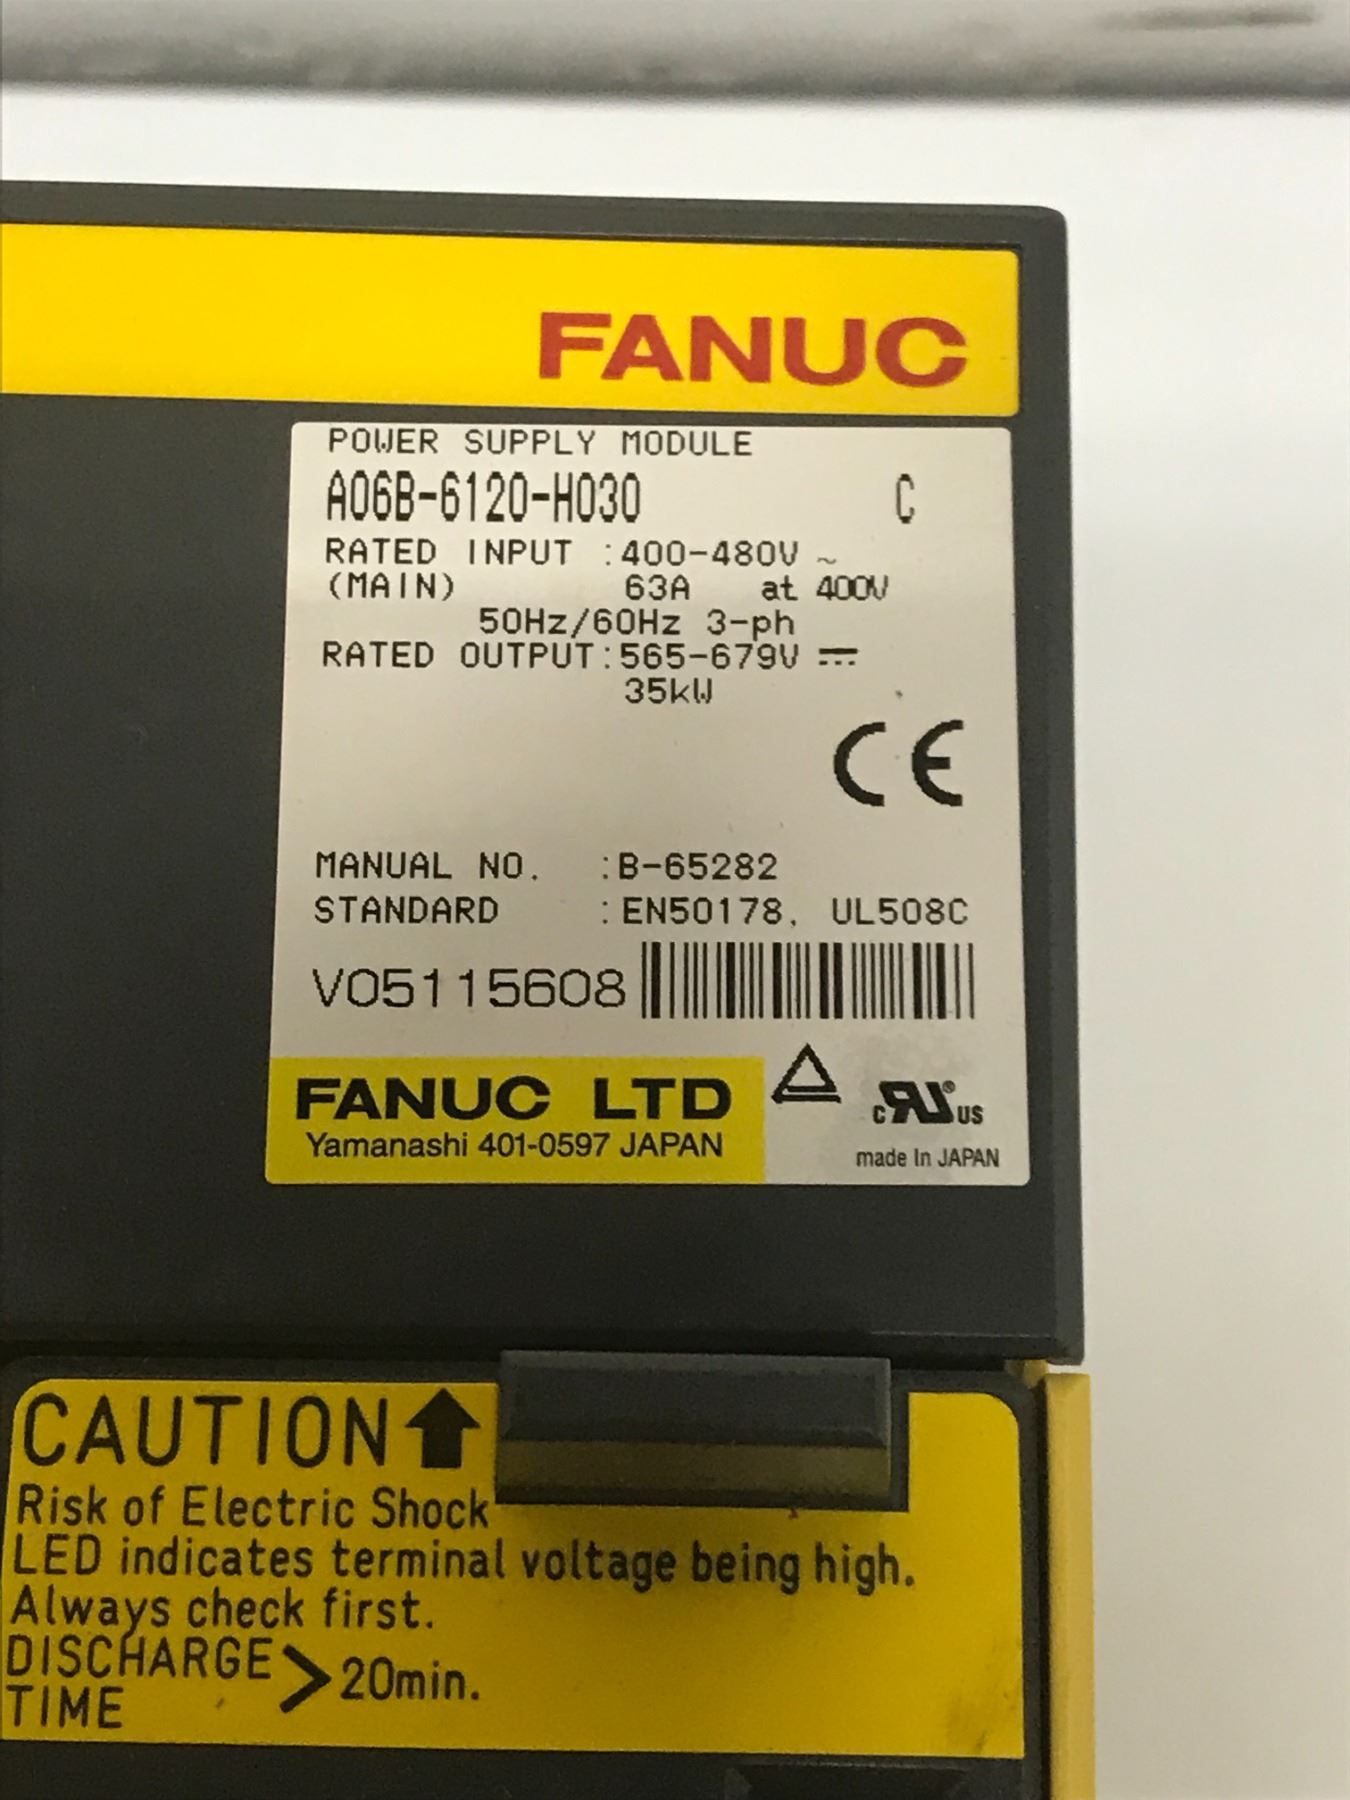 FANUC
POWER SUPPLY MODULE
A06B-6120-H030 C
RATED INPUT :400-480V ~
(MAIN) 63A at 400V
50Hz/60Hz 3-ph
RATED OUTPUT:565-679V ⎓
35kW
CE
MANUAL NO. :B-65282
STANDARD :EN50178, UL508C
V05115608
FANUC LTD
Yamanashi 401-0597 JAPAN
c RU ® US
made In JAPAN
CAUTION
Risk of Electric Shock
LED indicates terminal voltage being high.
Always check first.
DISCHARGE
TIME > 20min.